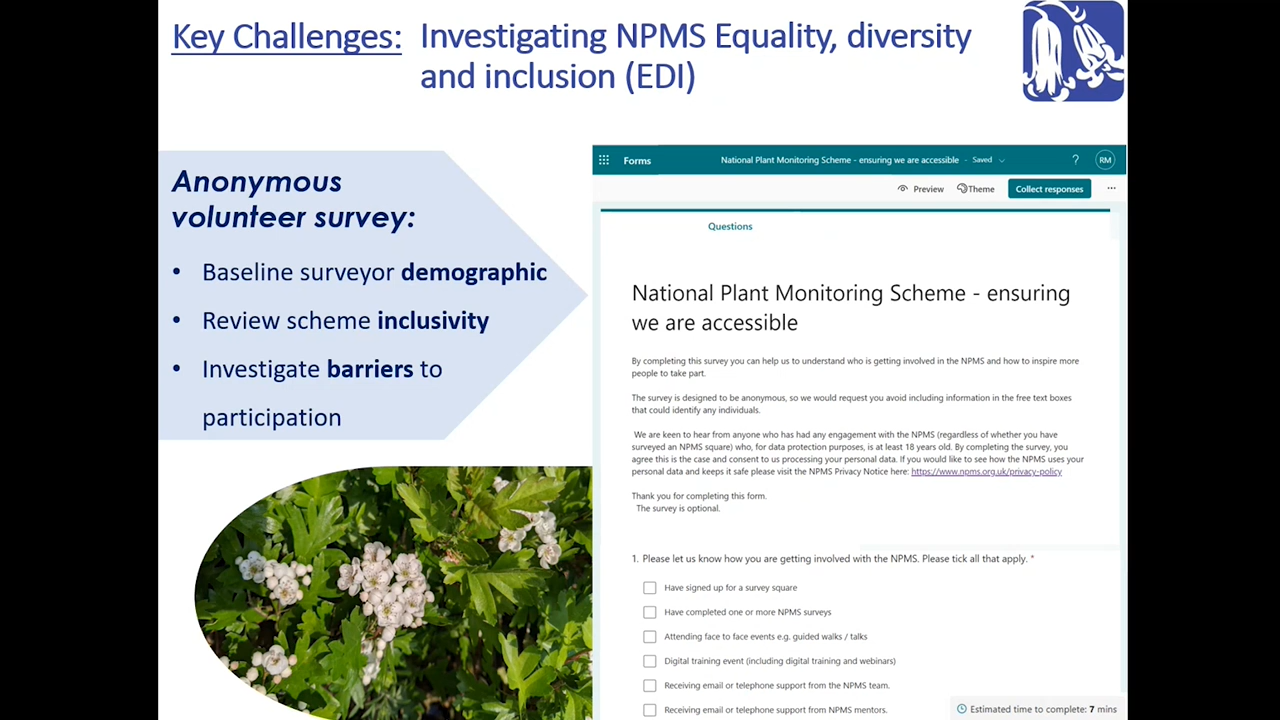 Key Challenges: Investigating NPMS Equality, diversity
and inclusion (EDI)
Anonymous
volunteer survey:
• Baseline surveyor demographic
• Review scheme inclusivity
• Investigate barriers to
participation
Forms
National Plant Monitoring Scheme - ensuring we are accessible - Saved
?
RM
Preview
Theme
Collect responses
...
Questions
National Plant Monitoring Scheme - ensuring
we are accessible
By completing this survey you can help us to understand who is getting involved in the NPMS and how to inspire more
people to take part.
The survey is designed to be anonymous, so we would request you avoid including information in the free text boxes
that could identify any individuals.
We are keen to hear from anyone who has had any engagement with the NPMS (regardless of whether you have
surveyed an NPMS square) who, for data protection purposes, is at least 18 years old. By completing the survey, you
agree this is the case and consent to us processing your personal data. If you would like to see how the NPMS uses your
personal data and keeps it safe please visit the NPMS Privacy Notice here: https://www.npms.org.uk/privacy-policy
Thank you for completing this form.
The survey is optional.
1. Please let us know how you are getting involved with the NPMS. Please tick all that apply. *
Have signed up for a survey square
Have completed one or more NPMS surveys
Attending face to face events e.g. guided walks / talks
Digital training event (including digital training and webinars)
Receiving email or telephone support from the NPMS team.
Receiving email or telephone support from NPMS mentors.
Estimated time to complete: 7 mins